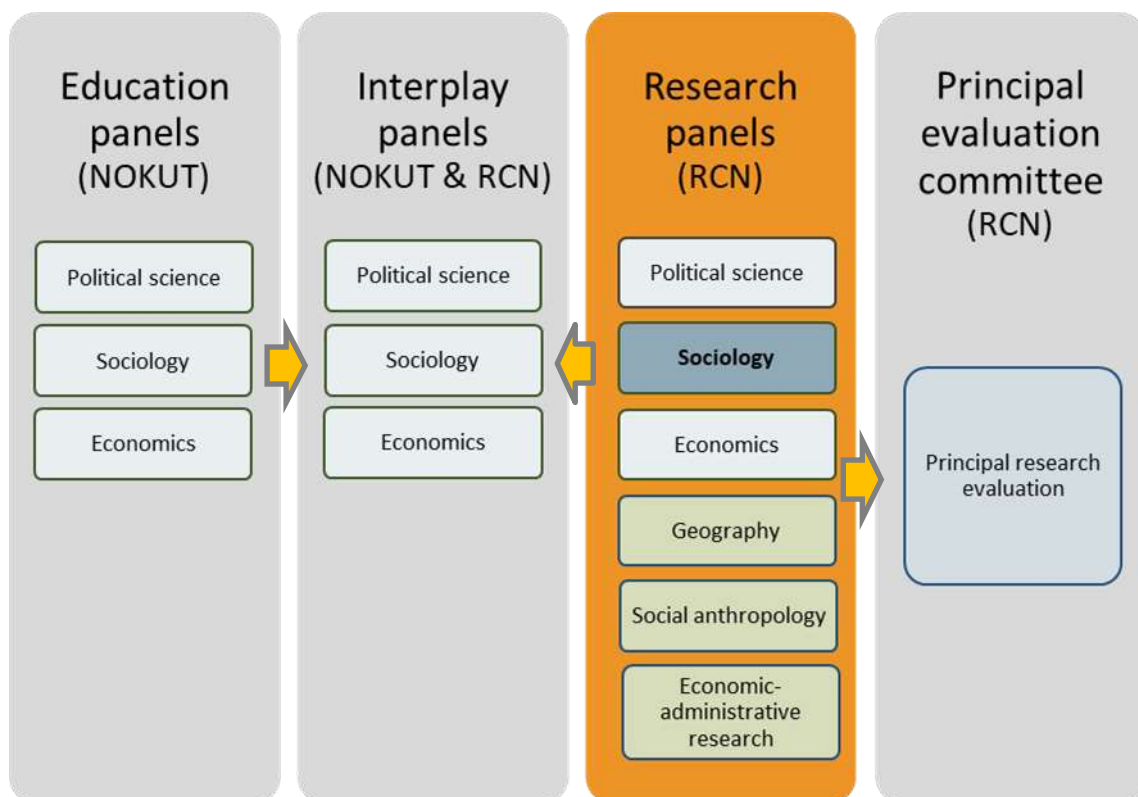 Education
panels
(NOKUT)
Political science
Sociology
Economics
Interplay
panels
(NOKUT & RCN)
Political science
Sociology
Economics
Research
panels
(RCN)
Political science
Sociology
Economics
Geography
Social anthropology
Economic-
administrative
research
Principal
evaluation
committee
(RCN)
Principal research
evaluation